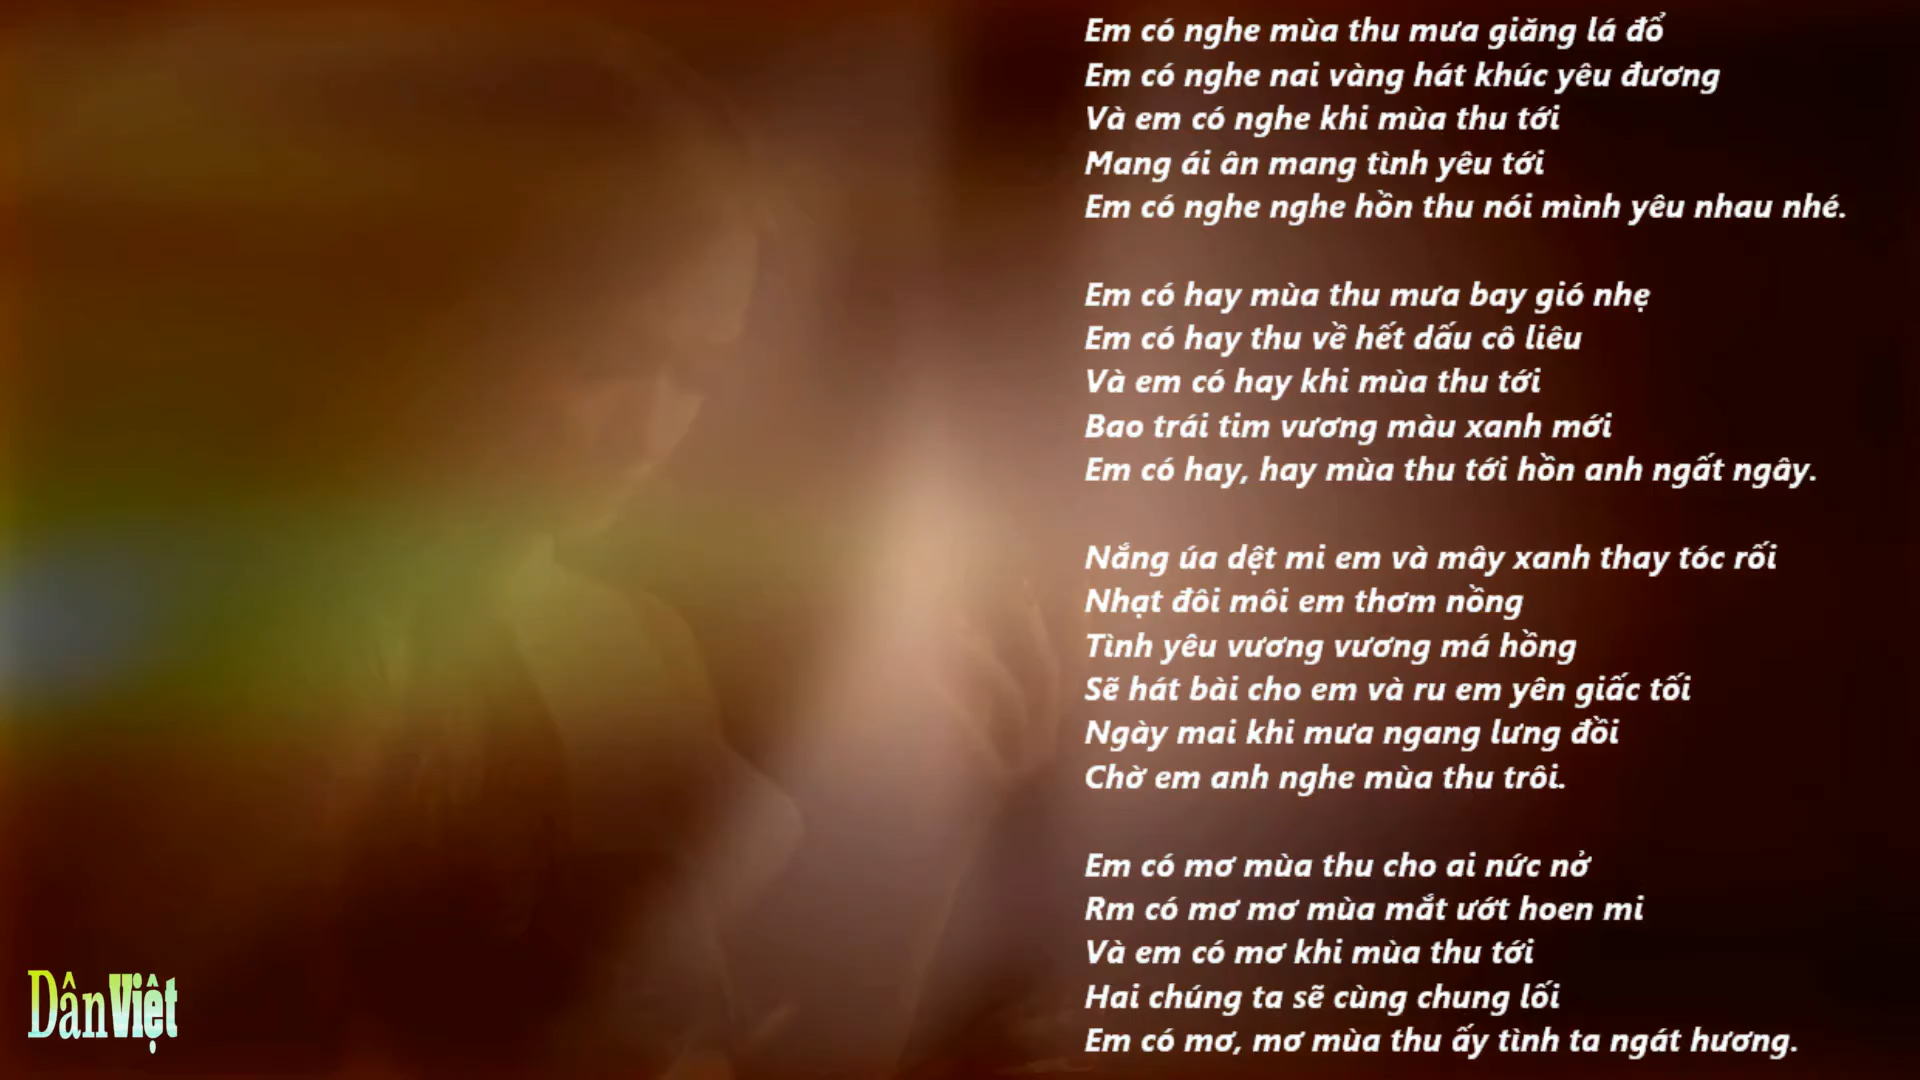 Em có nghe mùa thu mưa giăng lá đổ
Em có nghe nai vàng hát khúc yêu đương
Và em có nghe khi mùa thu tới
Mang ái ân mang tình yêu tới
Em có nghe nghe hồn thu nói mình yêu nhau nhé.
Em có hay mùa thu mưa bay gió nhẹ
Em có hay thu về hết dấu cô liêu
Và em có hay khi mùa thu tới
Bao trái tim vương màu xanh mới
Em có hay, hay mùa thu tới hồn anh ngất ngây.
Nắng úa dệt mi em và mây xanh thay tóc rối
Nhạt đôi môi em thơm nồng
Tình yêu vương vương má hồng
Sẽ hát bài cho em và ru em yên giấc tối
Ngày mai khi mưa ngang lưng đồi
Chờ em anh nghe mùa thu trôi.
Em có mơ mùa thu cho ai nức nở
Rm có mơ mơ mùa mắt ướt hoen mi
Và em có mơ khi mùa thu tới
Hai chúng ta sẽ cùng chung lối
Em có mơ, mơ mùa thu ấy tình ta ngát hương.
DânViệt